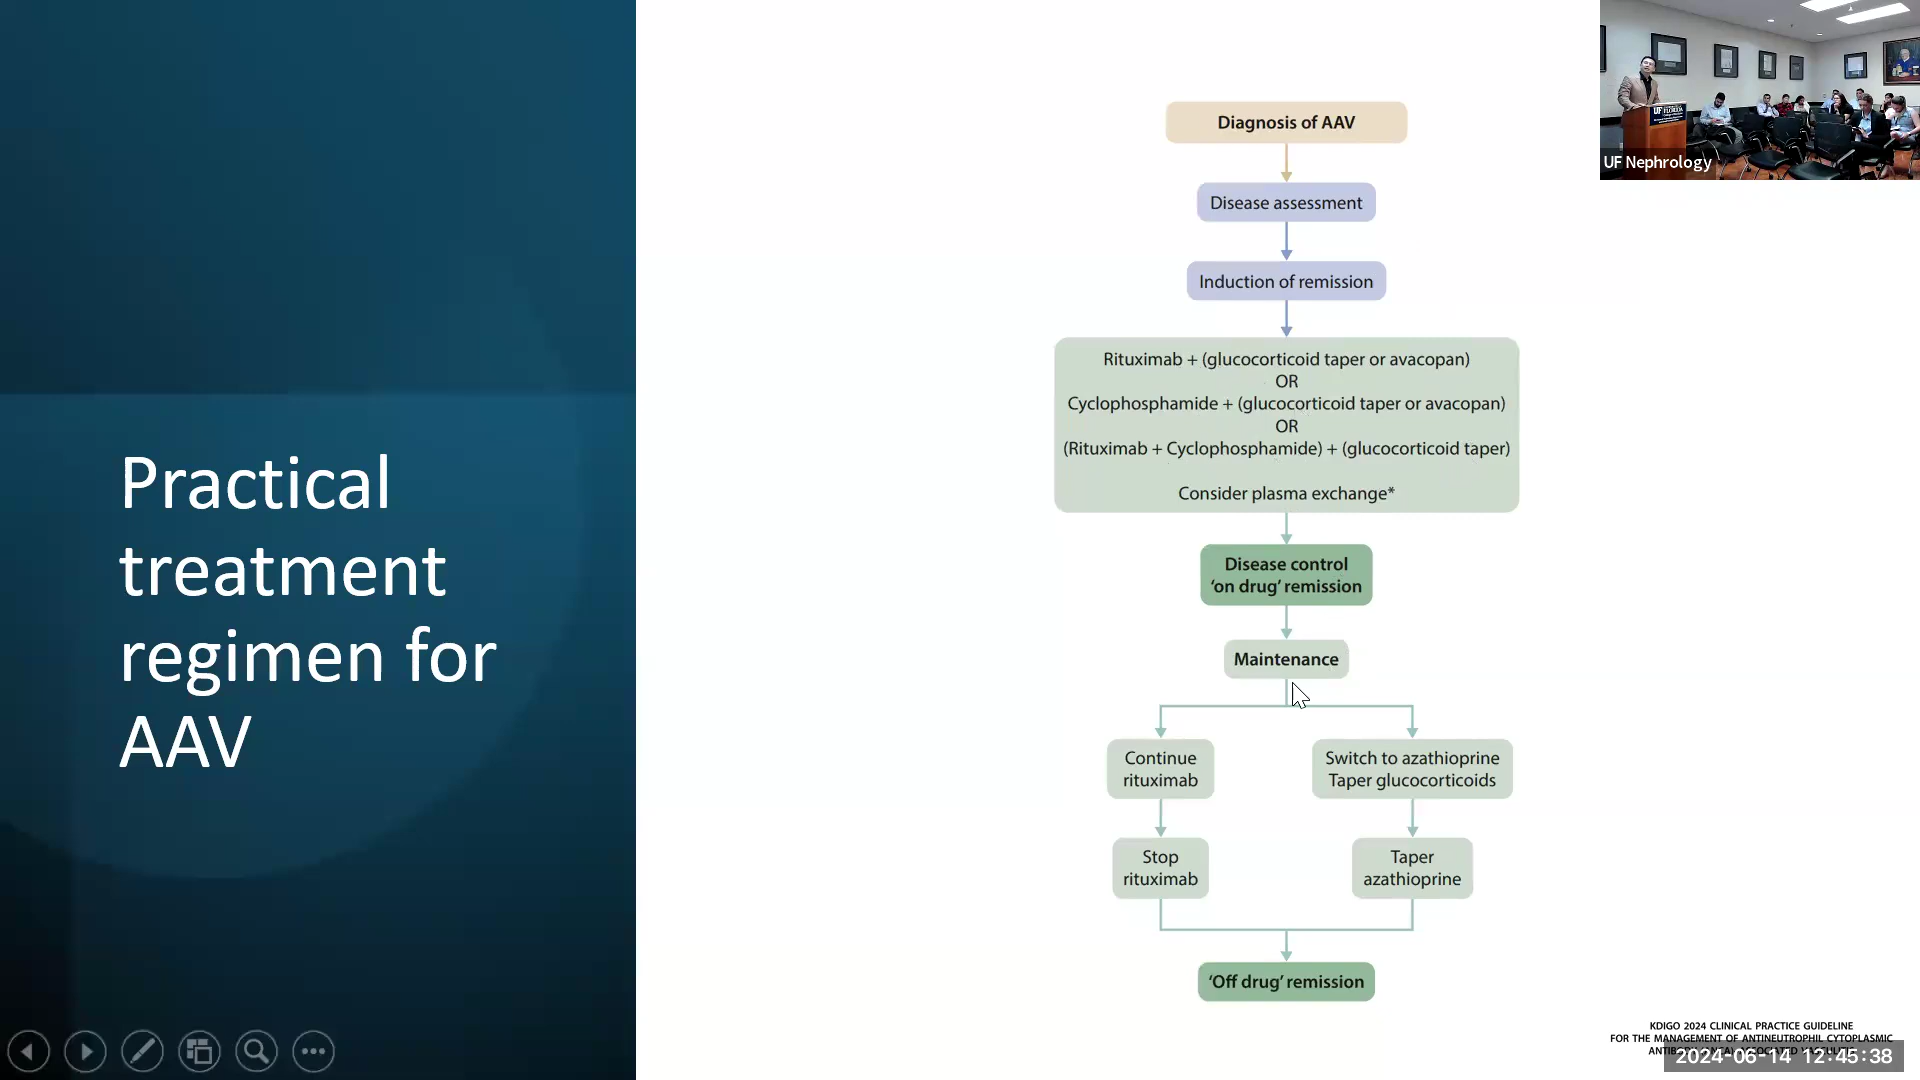 Practical
treatment
regimen for
AAV
Diagnosis of AAV
Disease assessment
Induction of remission
Rituximab + (glucocorticoid taper or avacopan)
OR
Cyclophosphamide + (glucocorticoid taper or avacopan)
OR
(Rituximab + Cyclophosphamide) + (glucocorticoid taper)
Consider plasma exchange*
Disease control
‘on drug’ remission
Maintenance
Continue
rituximab
Switch to azathioprine
Taper glucocorticoids
Stop
rituximab
Taper
azathioprine
‘Off drug’ remission
UF
FLORIDA
UF Nephrology
KDIGO 2024 CLINICAL PRACTICE GUIDELINE
FOR THE MANAGEMENT OF ANTINEUTROPHIL CYTOPLASMIC
2024-06-14 12:45:38